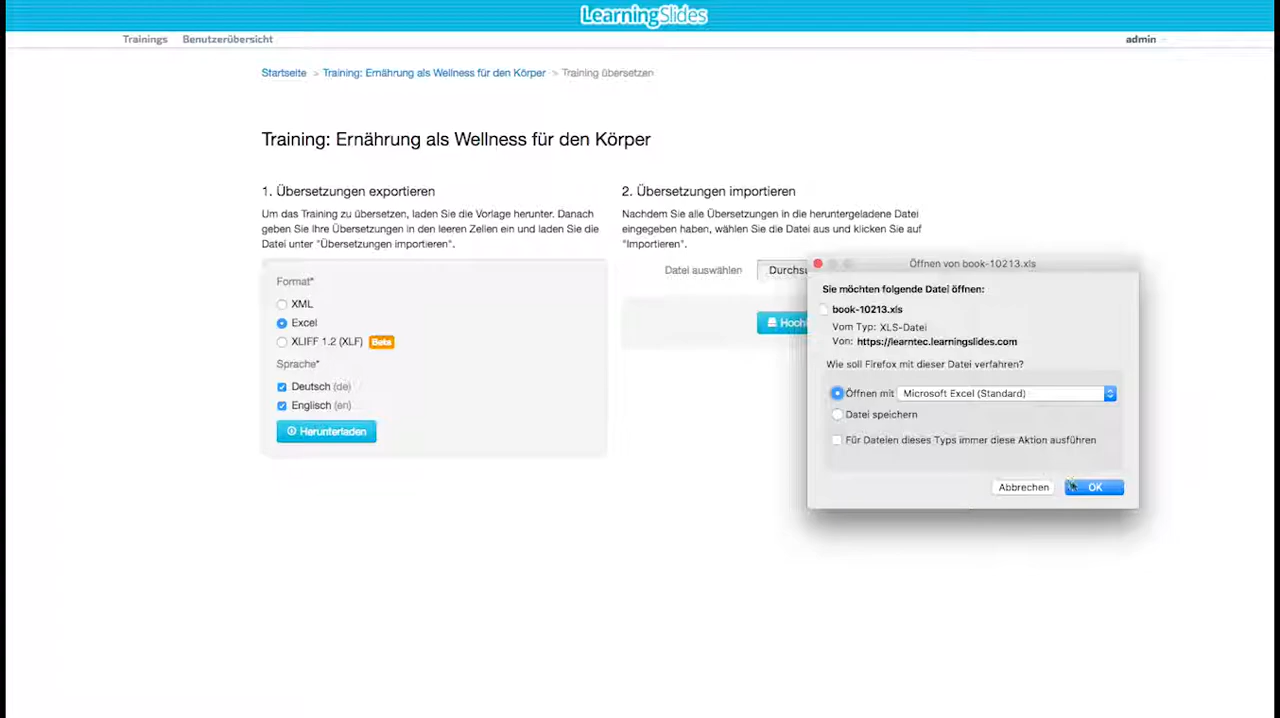 LearningSlides
Trainings Benutzerübersicht admin
Startseite > Training: Ernährung als Wellness für den Körper > Training übersetzen
Training: Ernährung als Wellness für den Körper
1. Übersetzungen exportieren
Um das Training zu übersetzen, laden Sie die Vorlage herunter. Danach
geben Sie Ihre Übersetzungen in den leeren Zellen ein und laden Sie die
Datei unter "Übersetzungen importieren".
Format*
XML
Excel
XLIFF 1.2 (XLF) Beta
Sprache*
Deutsch (de)
Englisch (en)
Herunterladen
2. Übersetzungen importieren
Nachdem Sie alle Übersetzungen in die heruntergeladene Datei
eingegeben haben, wählen Sie die Datei aus und klicken Sie auf
"Importieren".
Datei auswählen Durchsu
Hochl
Öffnen von book-10213.xls
Sie möchten folgende Datei öffnen:
book-10213.xls
Vom Typ: XLS-Datei
Von: https://learntec.learningslides.com
Wie soll Firefox mit dieser Datei verfahren?
Öffnen mit Microsoft Excel (Standard)
Datei speichern
Für Dateien dieses Typs immer diese Aktion ausführen
Abbrechen OK